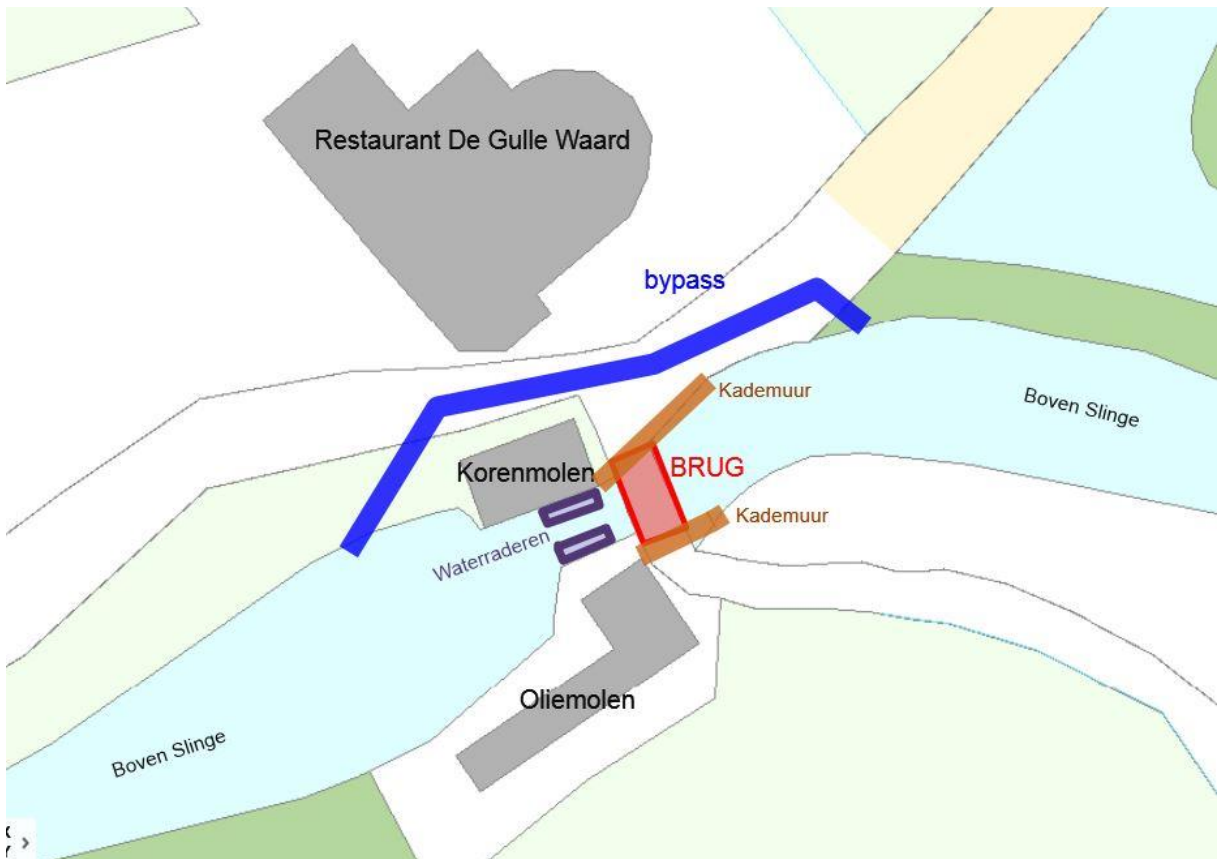 Restaurant De Gulle Waard
bypass
Kademuur
Boven Slinge
Korenmolen
BRUG
Kademuur
Waterraderen
Oliemolen
Boven Slinge